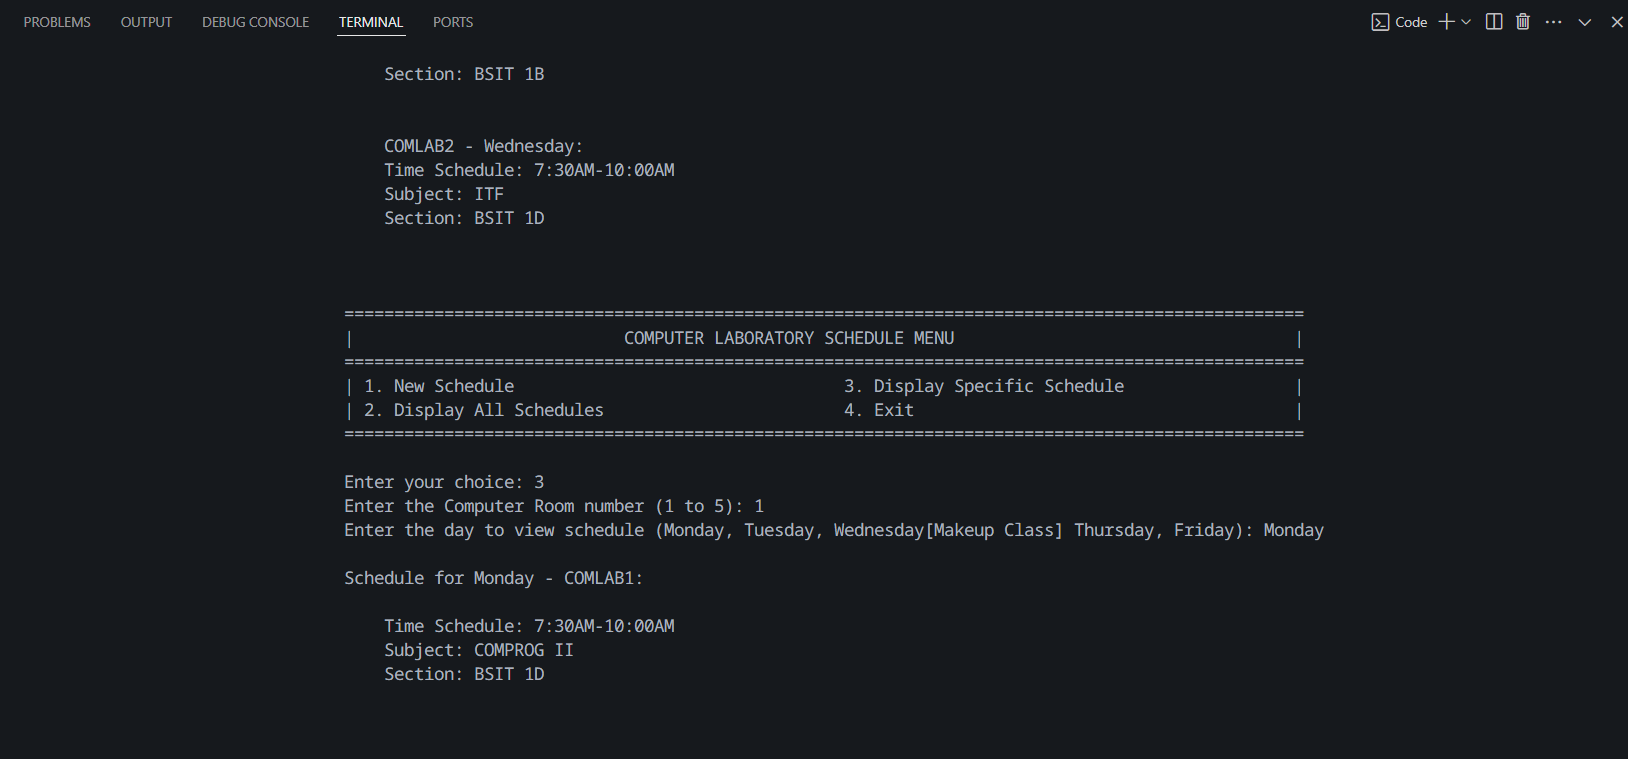 PROBLEMS OUTPUT DEBUG CONSOLE TERMINAL PORTS Code
Section: BSIT 1B
COMLAB2 - Wednesday:
Time Schedule: 7:30AM-10:00AM
Subject: ITF
Section: BSIT 1D
================================================================================================
| COMPUTER LABORATORY SCHEDULE MENU |
================================================================================================
| 1. New Schedule 3. Display Specific Schedule |
| 2. Display All Schedules 4. Exit |
================================================================================================
Enter your choice: 3
Enter the Computer Room number (1 to 5): 1
Enter the day to view schedule (Monday, Tuesday, Wednesday[Makeup Class] Thursday, Friday): Monday
Schedule for Monday - COMLAB1:
Time Schedule: 7:30AM-10:00AM
Subject: COMPROG II
Section: BSIT 1D